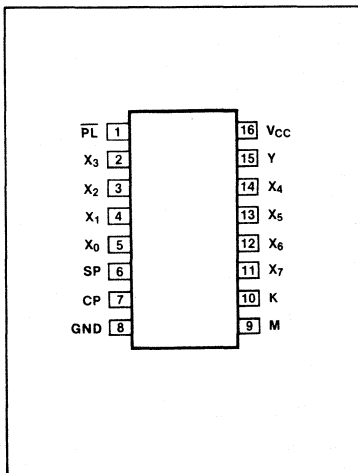 PL 1 16 VCC
X3 2 15 Y
X2 3 14 X4
X1 4 13 X5
X0 5 12 X6
SP 6 11 X7
CP 7 10 K
GND 8 9 M